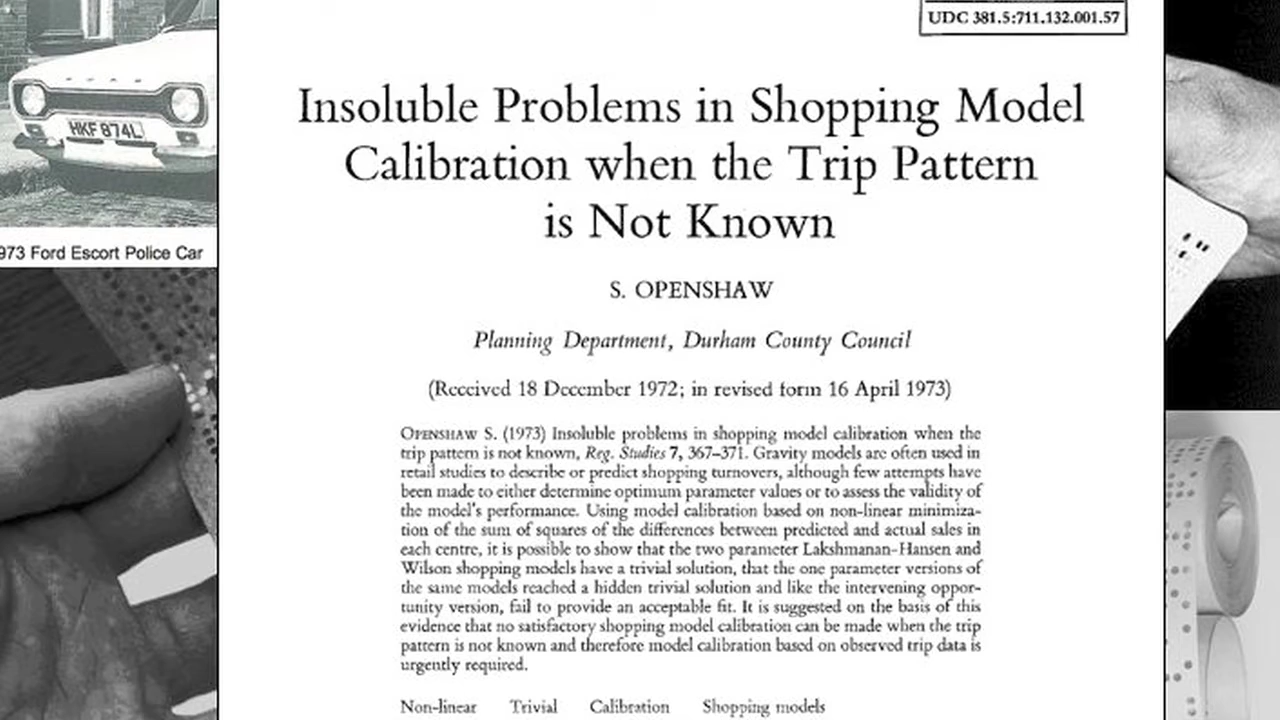 UDC 381.5:711.132.001.57
Insoluble Problems in Shopping Model
Calibration when the Trip Pattern
is Not Known
S. OPENSHAW
Planning Department, Durham County Council
(Received 18 December 1972; in revised form 16 April 1973)
OPENSHAW S. (1973) Insoluble problems in shopping model calibration when the
trip pattern is not known, Reg. Studies 7, 367–371. Gravity models are often used in
retail studies to describe or predict shopping turnovers, although few attempts have
been made to either determine optimum parameter values or to assess the validity of
the model's performance. Using model calibration based on non-linear minimiza-
tion of the sum of squares of the differences between predicted and actual sales in
each centre, it is possible to show that the two parameter Lakshmanan–Hansen and
Wilson shopping models have a trivial solution, that the one parameter versions of
the same models reached a hidden trivial solution and like the intervening oppor-
tunity version, fail to provide an acceptable fit. It is suggested on the basis of this
evidence that no satisfactory shopping model calibration can be made when the trip
pattern is not known and therefore model calibration based on observed trip data is
urgently required.
Non-linear Trivial Calibration Shopping models
HKF 874L
973 Ford Escort Police Car